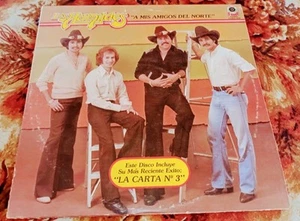 "A MIS AMIGOS DEL NORTE"
Este Disco Incluye
Su Más Reciente Exito,
"LA CARTA Nº 3"